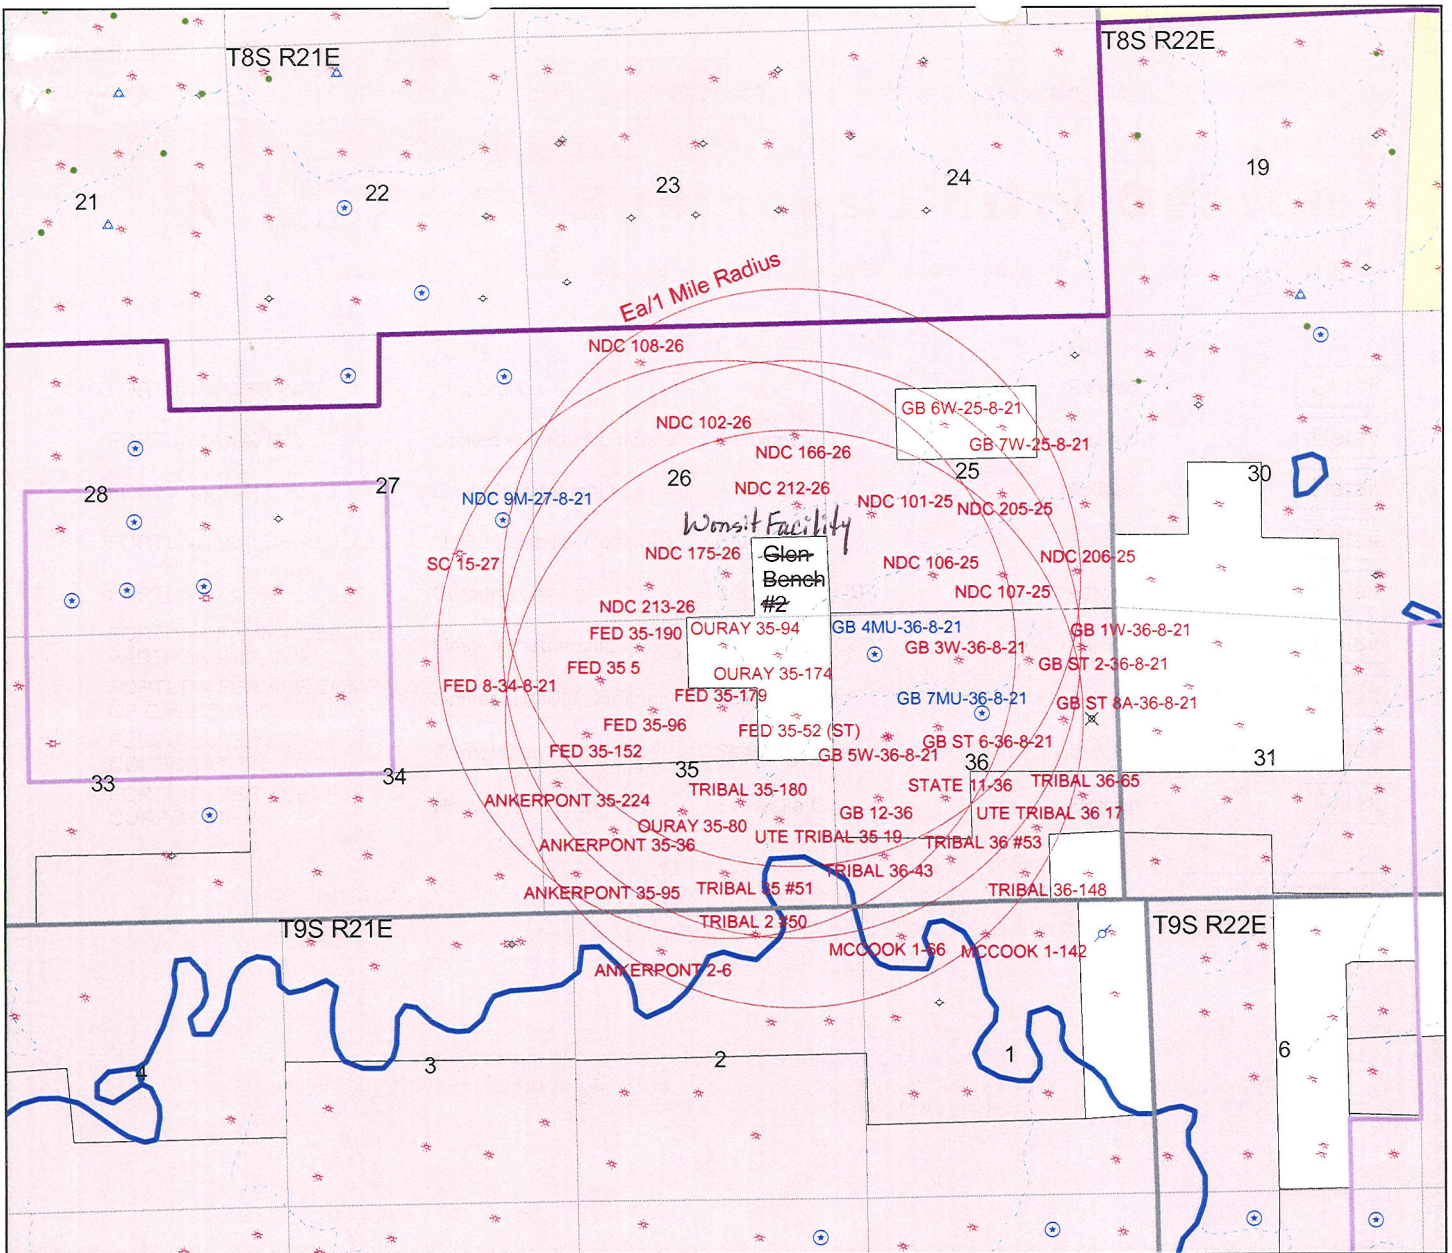 T8S R21E
T8S R22E
21
22
23
24
19
Ea/1 Mile Radius
NDC 108-26
GB 6W-25-8-21
NDC 102-26
GB 7W-25-8-21
NDC 166-26
28
27
26
25
30
NDC 9M-27-8-21
NDC 212-26
NDC 101-25
NDC 205-25
Wonsit Facility
SC 15-27
NDC 175-26
Glen
Bench
#2
NDC 106-25
NDC 206-25
NDC 107-25
NDC 213-26
FED 35-190
OURAY 35-94
GB 4MU-36-8-21
GB 1W-36-8-21
GB 3W-36-8-21
FED 35 5
OURAY 35-174
GB ST 2-36-8-21
FED 8-34-8-21
FED 35-179
GB 7MU-36-8-21
GB ST 8A-36-8-21
FED 35-96
FED 35-52 (ST)
GB ST 6-36-8-21
FED 35-152
GB 5W-36-8-21
33
34
35
36
31
TRIBAL 35-180
STATE 11-36
TRIBAL 36-65
ANKERPONT 35-224
GB 12-36
UTE TRIBAL 36 17
OURAY 35-80
UTE TRIBAL 35-19
ANKERPONT 35-36
TRIBAL 36 #53
TRIBAL 36-43
ANKERPONT 35-95
TRIBAL 35 #51
TRIBAL 36-148
T9S R21E
TRIBAL 2 #50
T9S R22E
MCCOOK 1-66
MCCOOK 1-142
ANKERPONT 2-6
4
3
2
1
6